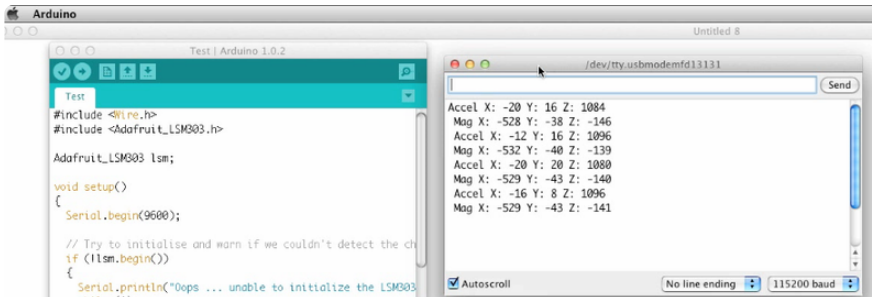 Arduino
Untitled 8
Test | Arduino 1.0.2
Test
#include <Wire.h>
#include <Adafruit_LSM303.h>
Adafruit_LSM303 lsm;
void setup()
{
Serial.begin(9600);
// Try to initialise and warn if we couldn't detect the ch
if (!lsm.begin())
{
Serial.println("Oops ... unable to initialize the LSM303
/dev/tty.usbmodemfd13131
Send
Accel X: -20 Y: 16 Z: 1084
Mag X: -528 Y: -38 Z: -146
Accel X: -12 Y: 16 Z: 1096
Mag X: -532 Y: -40 Z: -139
Accel X: -20 Y: 20 Z: 1080
Mag X: -529 Y: -43 Z: -140
Accel X: -16 Y: 8 Z: 1096
Mag X: -529 Y: -43 Z: -141
Autoscroll
No line ending
115200 baud